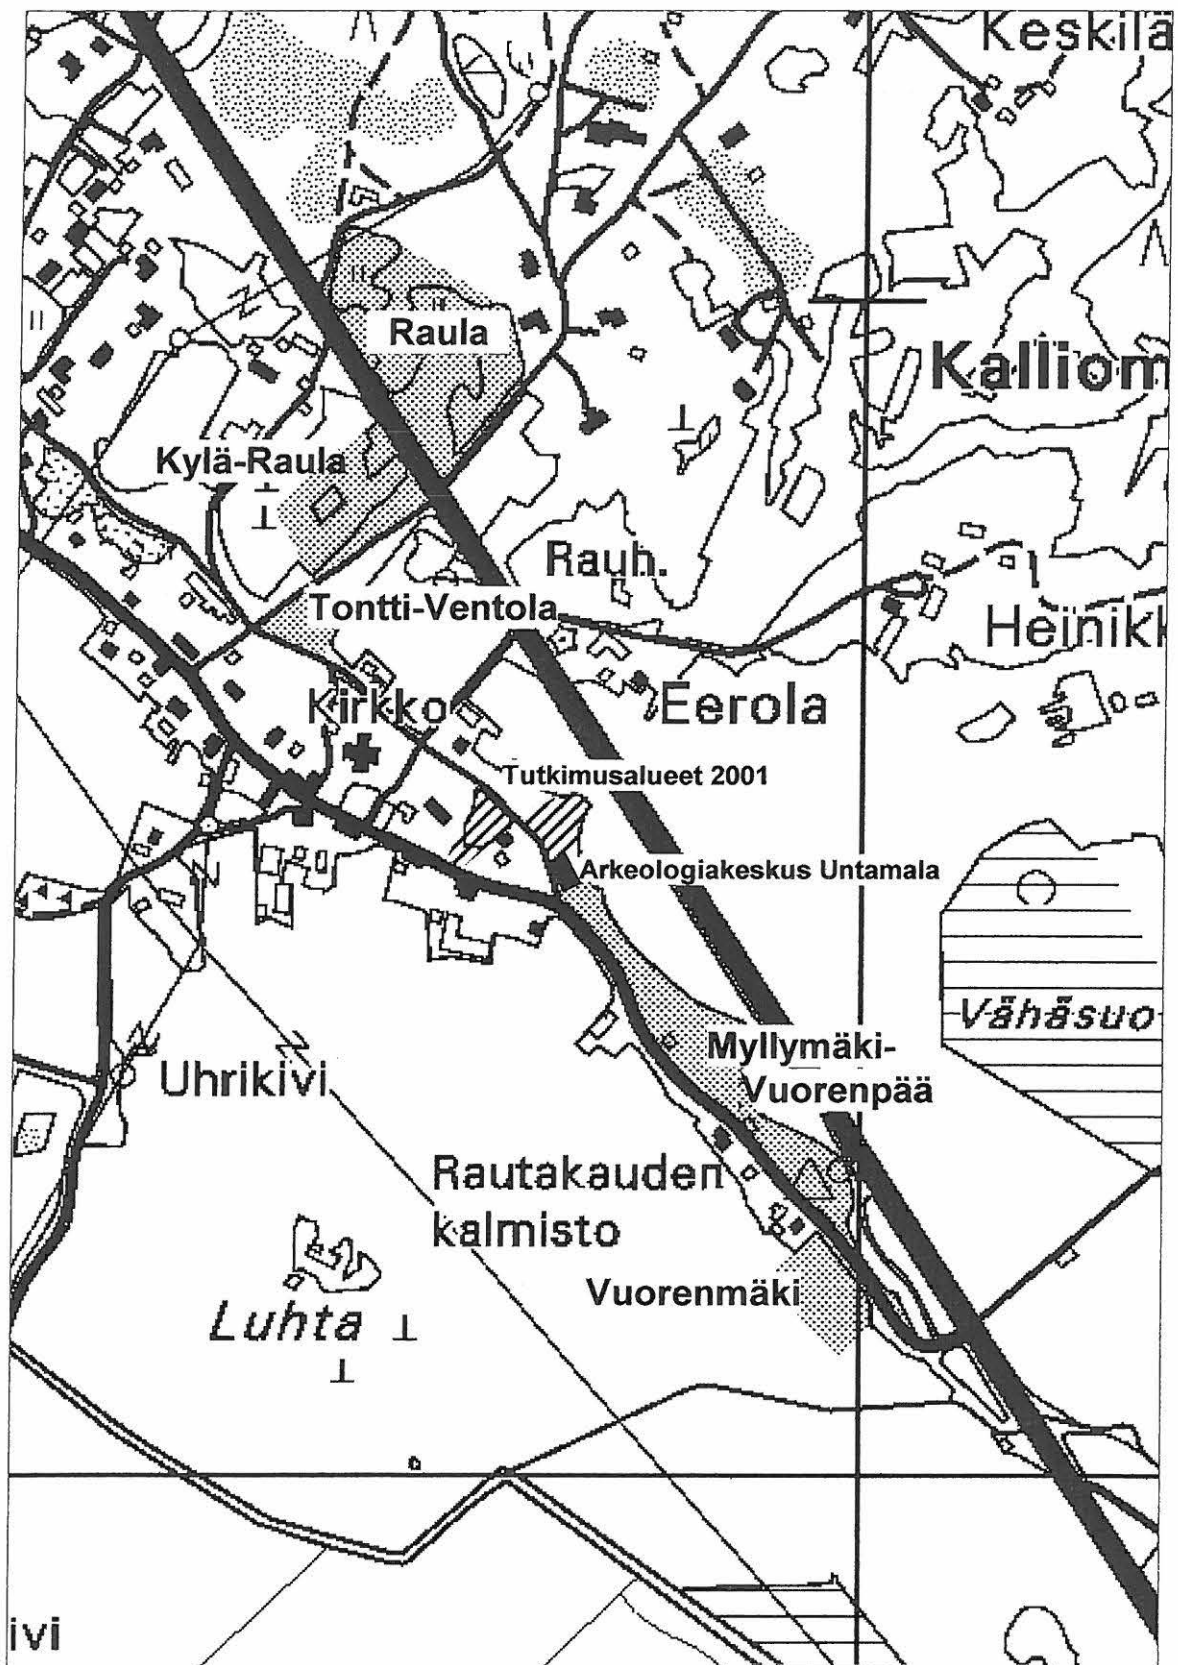 Keskilä
Raula
Kalliom
Kylä-Raula
Rauh.
Tontti-Ventola
Heinikk
Kirkko
Eerola
Tutkimusalueet 2001
Arkeologiakeskus Untamala
Vähäsuo
Myllymäki-
Vuorenpää
Uhrikivi
Rautakauden
kalmisto
Vuorenmäki
Luhta
ivi